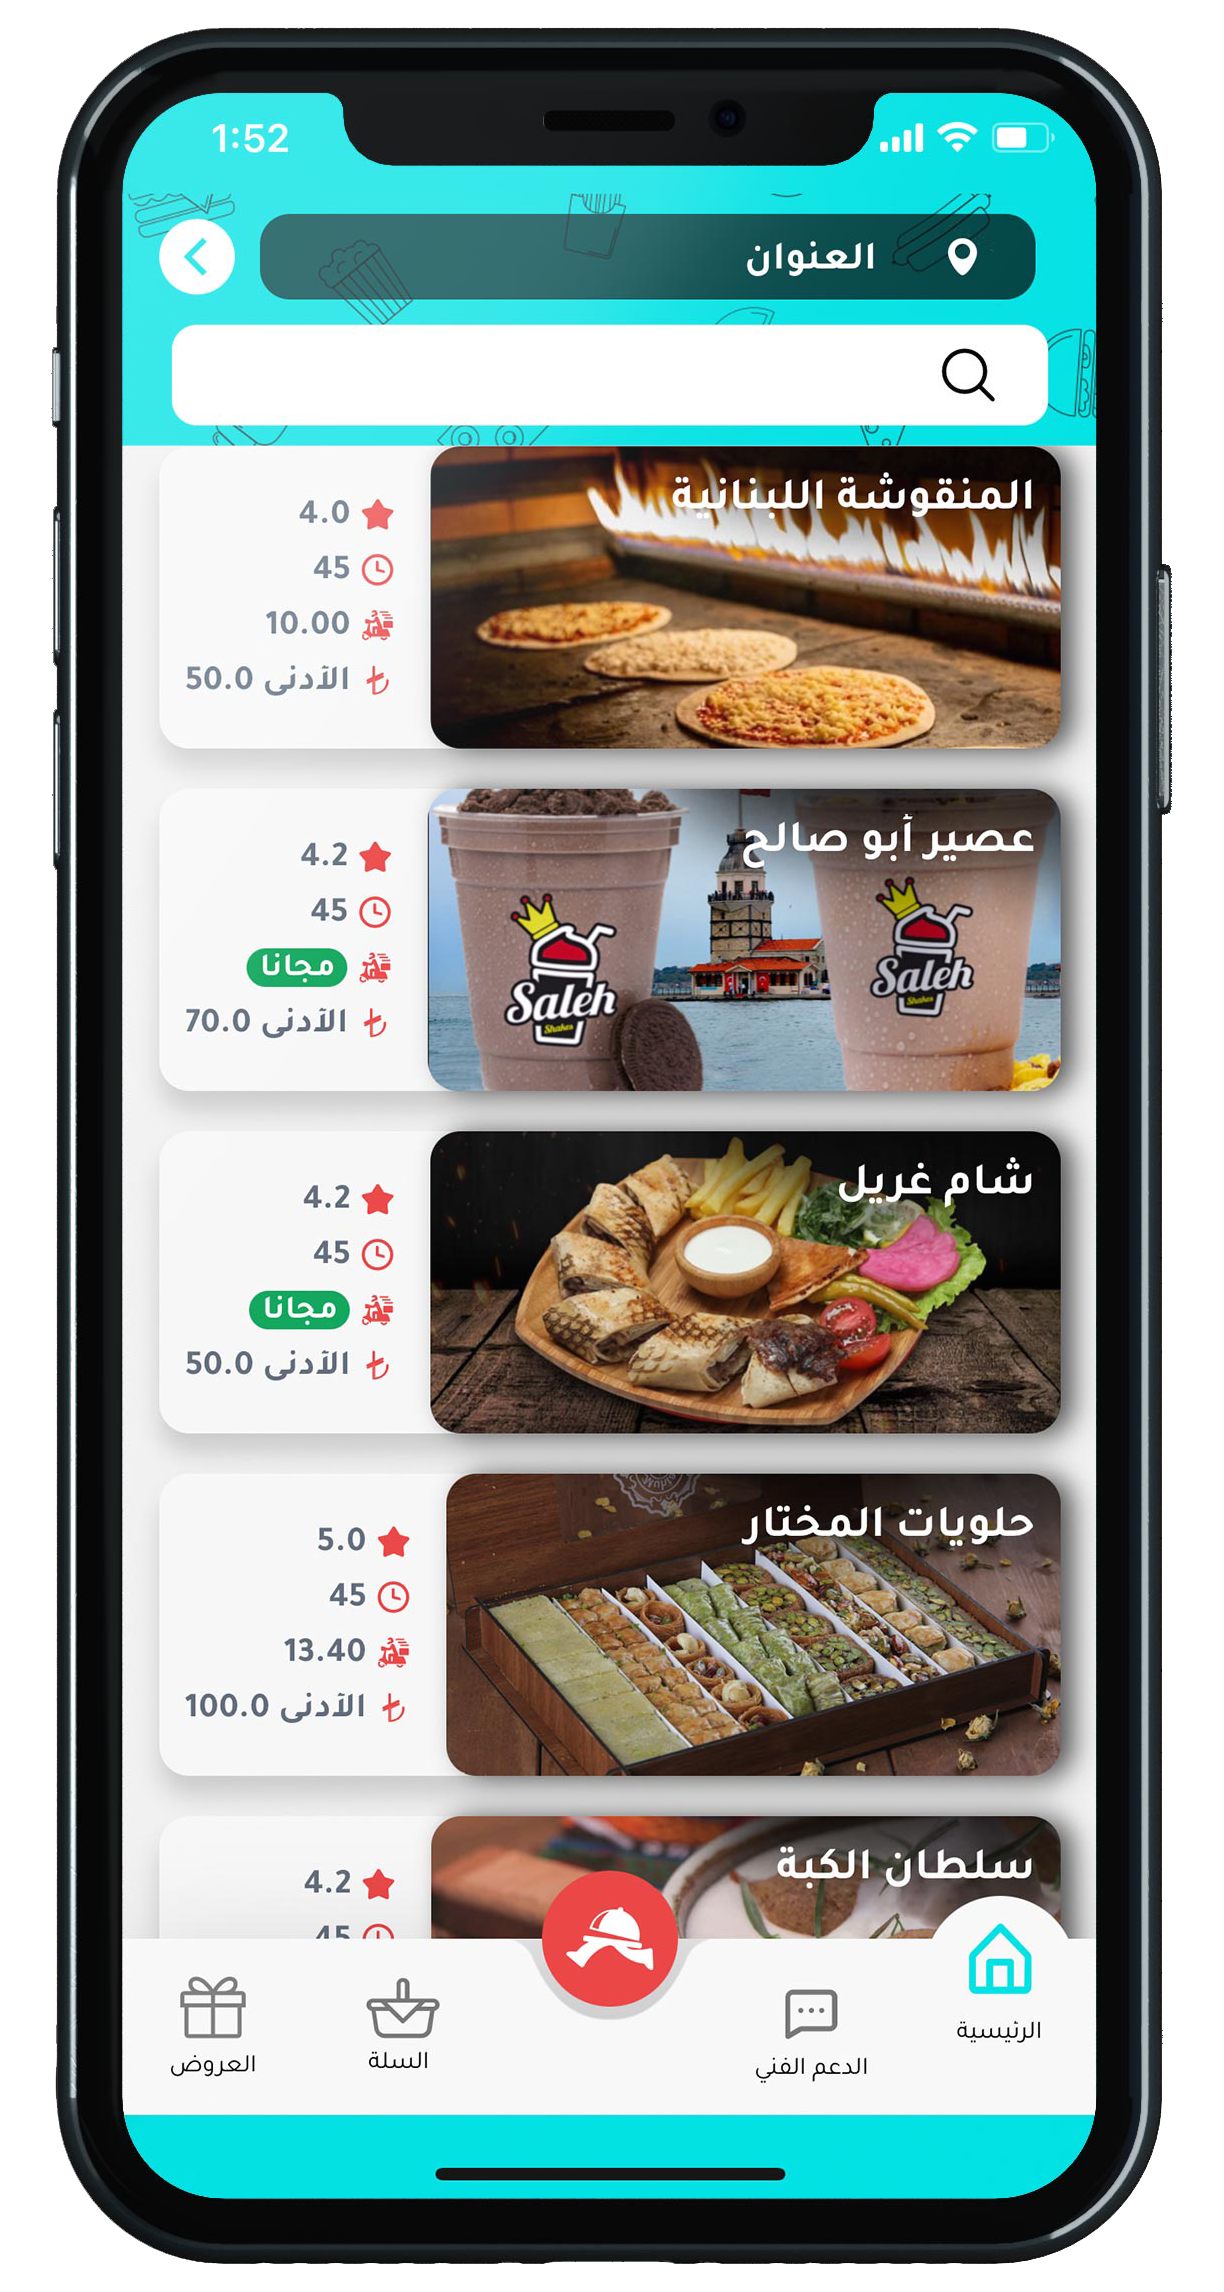 1:52
العنوان
المنقوشة اللبنانية
4.0
45
10.00
الأدنى 50.0
عصير أبو صالح
Saleh
Shakes
Saleh
Shakes
4.2
45
مجانا
الأدنى 70.0
شام غريل
4.2
45
مجانا
الأدنى 50.0
حلويات المختار
5.0
45
13.40
الأدنى 100.0
سلطان الكبة
4.2
45
الرئيسية
الدعم الفني
السلة
العروض